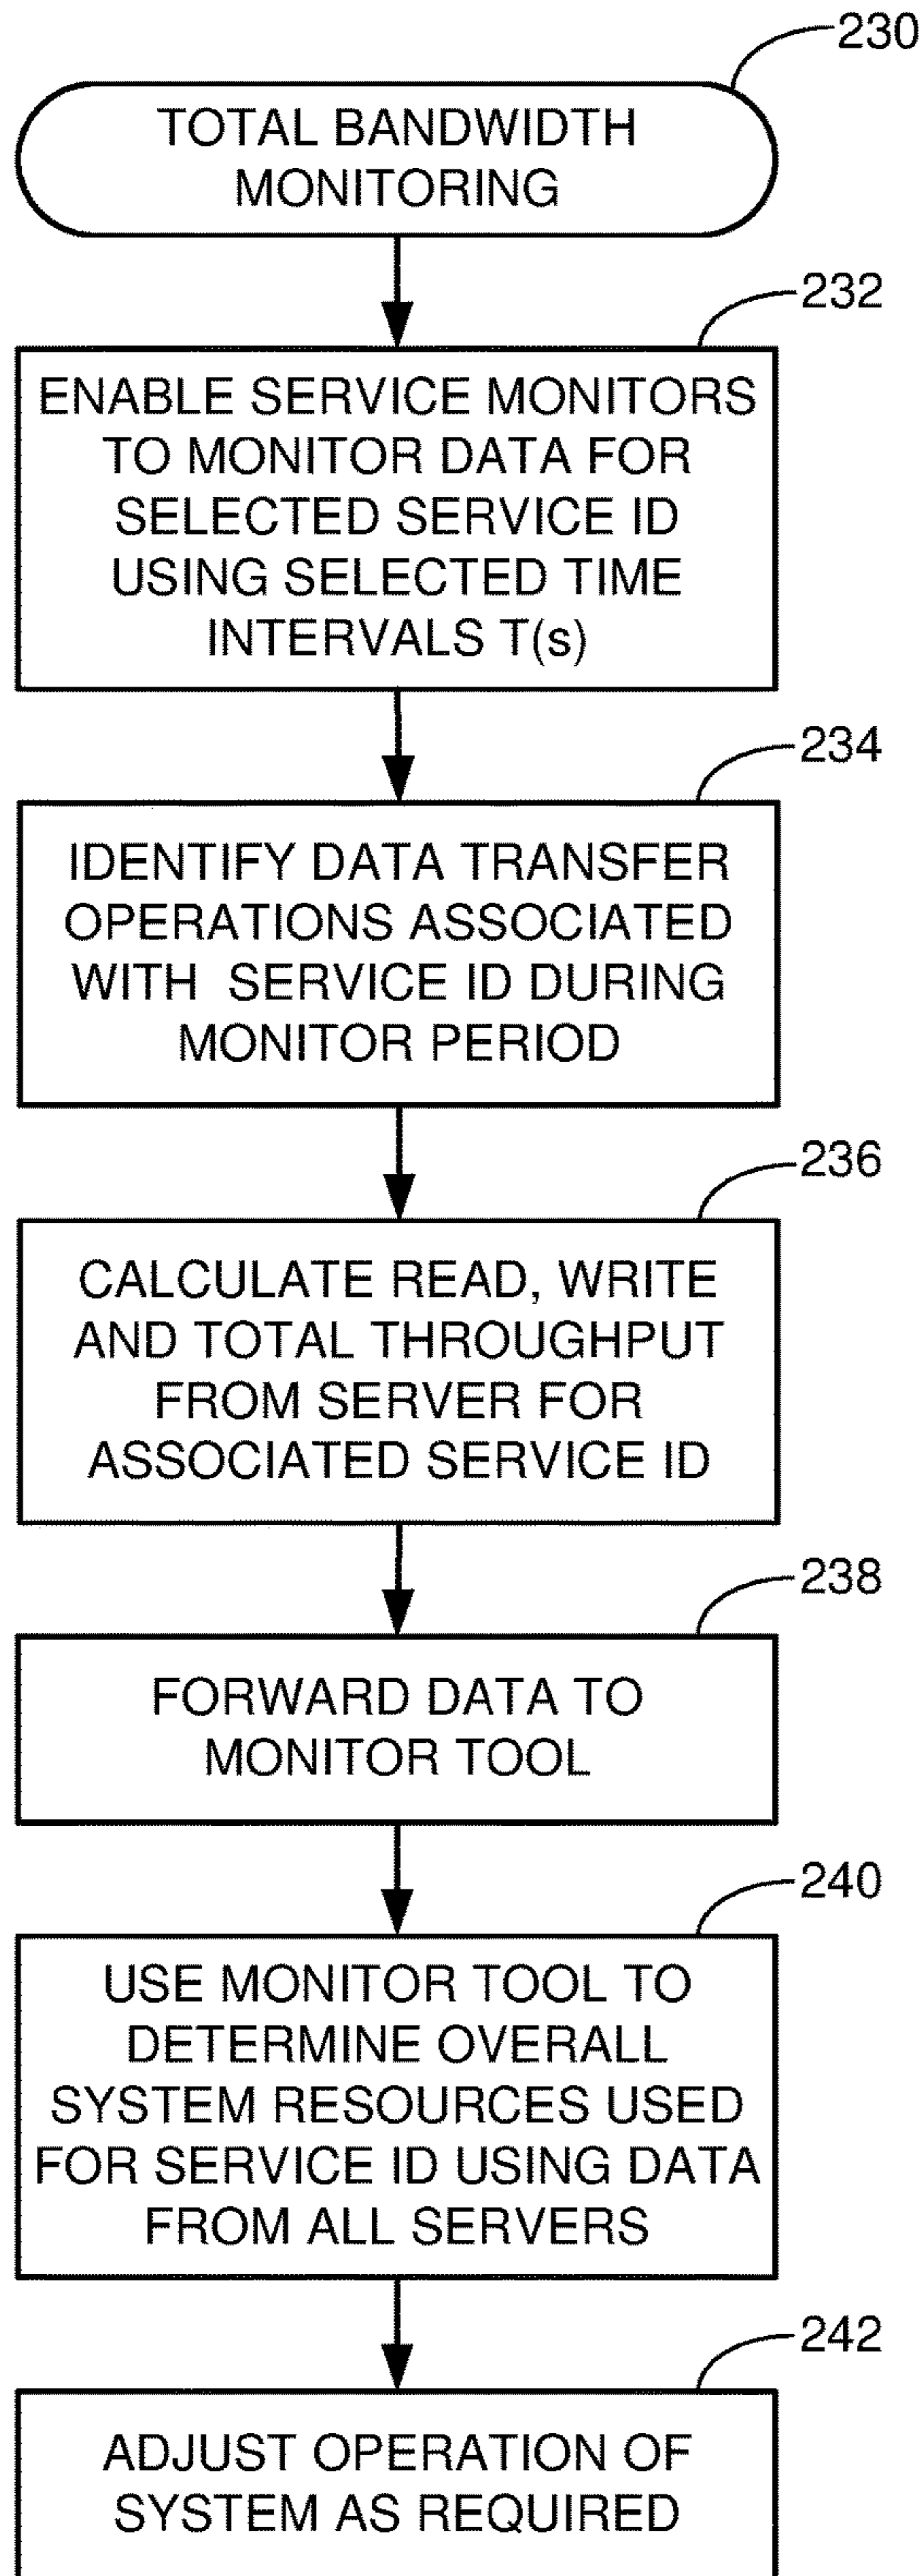 230
TOTAL BANDWIDTH
MONITORING
232
ENABLE SERVICE MONITORS
TO MONITOR DATA FOR
SELECTED SERVICE ID
USING SELECTED TIME
INTERVALS T(s)
234
IDENTIFY DATA TRANSFER
OPERATIONS ASSOCIATED
WITH SERVICE ID DURING
MONITOR PERIOD
236
CALCULATE READ, WRITE
AND TOTAL THROUGHPUT
FROM SERVER FOR
ASSOCIATED SERVICE ID
238
FORWARD DATA TO
MONITOR TOOL
240
USE MONITOR TOOL TO
DETERMINE OVERALL
SYSTEM RESOURCES USED
FOR SERVICE ID USING DATA
FROM ALL SERVERS
242
ADJUST OPERATION OF
SYSTEM AS REQUIRED